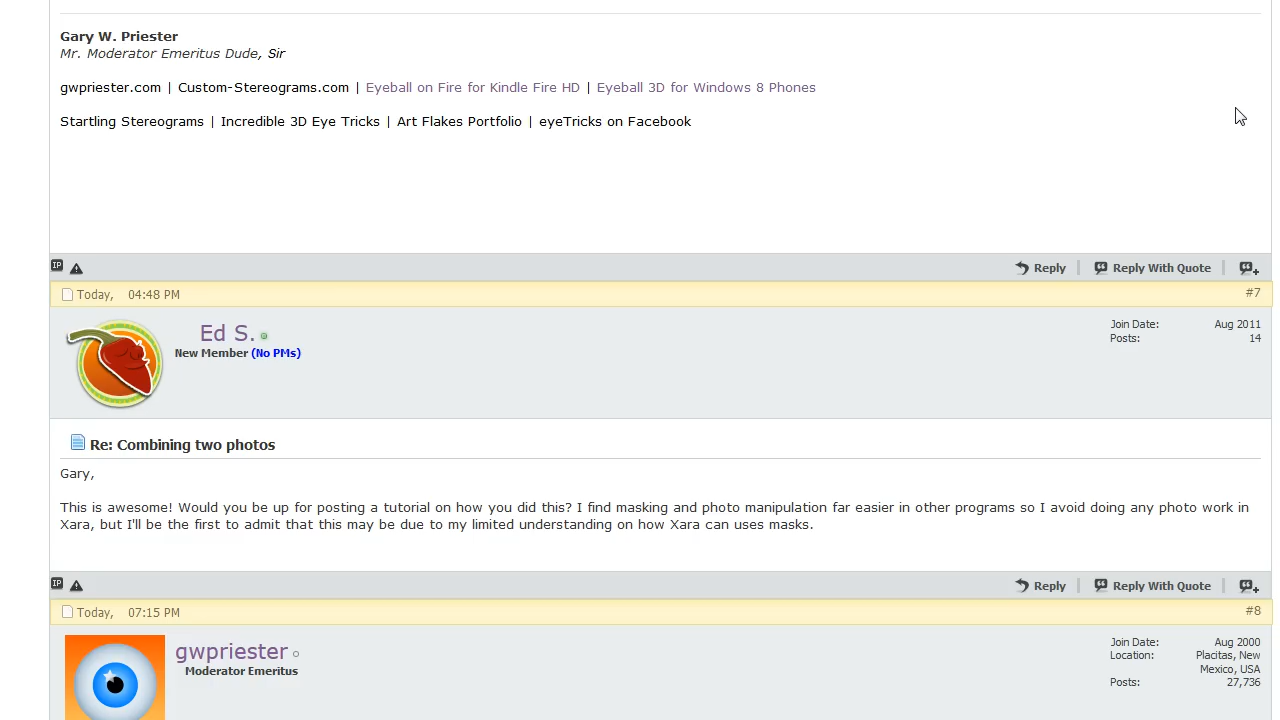 Gary W. Priester
Mr. Moderator Emeritus Dude, Sir
gwpriester.com | Custom-Stereograms.com | Eyeball on Fire for Kindle Fire HD | Eyeball 3D for Windows 8 Phones
Startling Stereograms | Incredible 3D Eye Tricks | Art Flakes Portfolio | eyeTricks on Facebook
IP Reply Reply With Quote
Today, 04:48 PM #7
Ed S.
New Member (No PMs)
Join Date: Aug 2011
Posts: 14
Re: Combining two photos
Gary,
This is awesome! Would you be up for posting a tutorial on how you did this? I find masking and photo manipulation far easier in other programs so I avoid doing any photo work in
Xara, but I'll be the first to admit that this may be due to my limited understanding on how Xara can uses masks.
IP Reply Reply With Quote
Today, 07:15 PM #8
gwpriester
Moderator Emeritus
Join Date: Aug 2000
Location: Placitas, New
Mexico, USA
Posts: 27,736